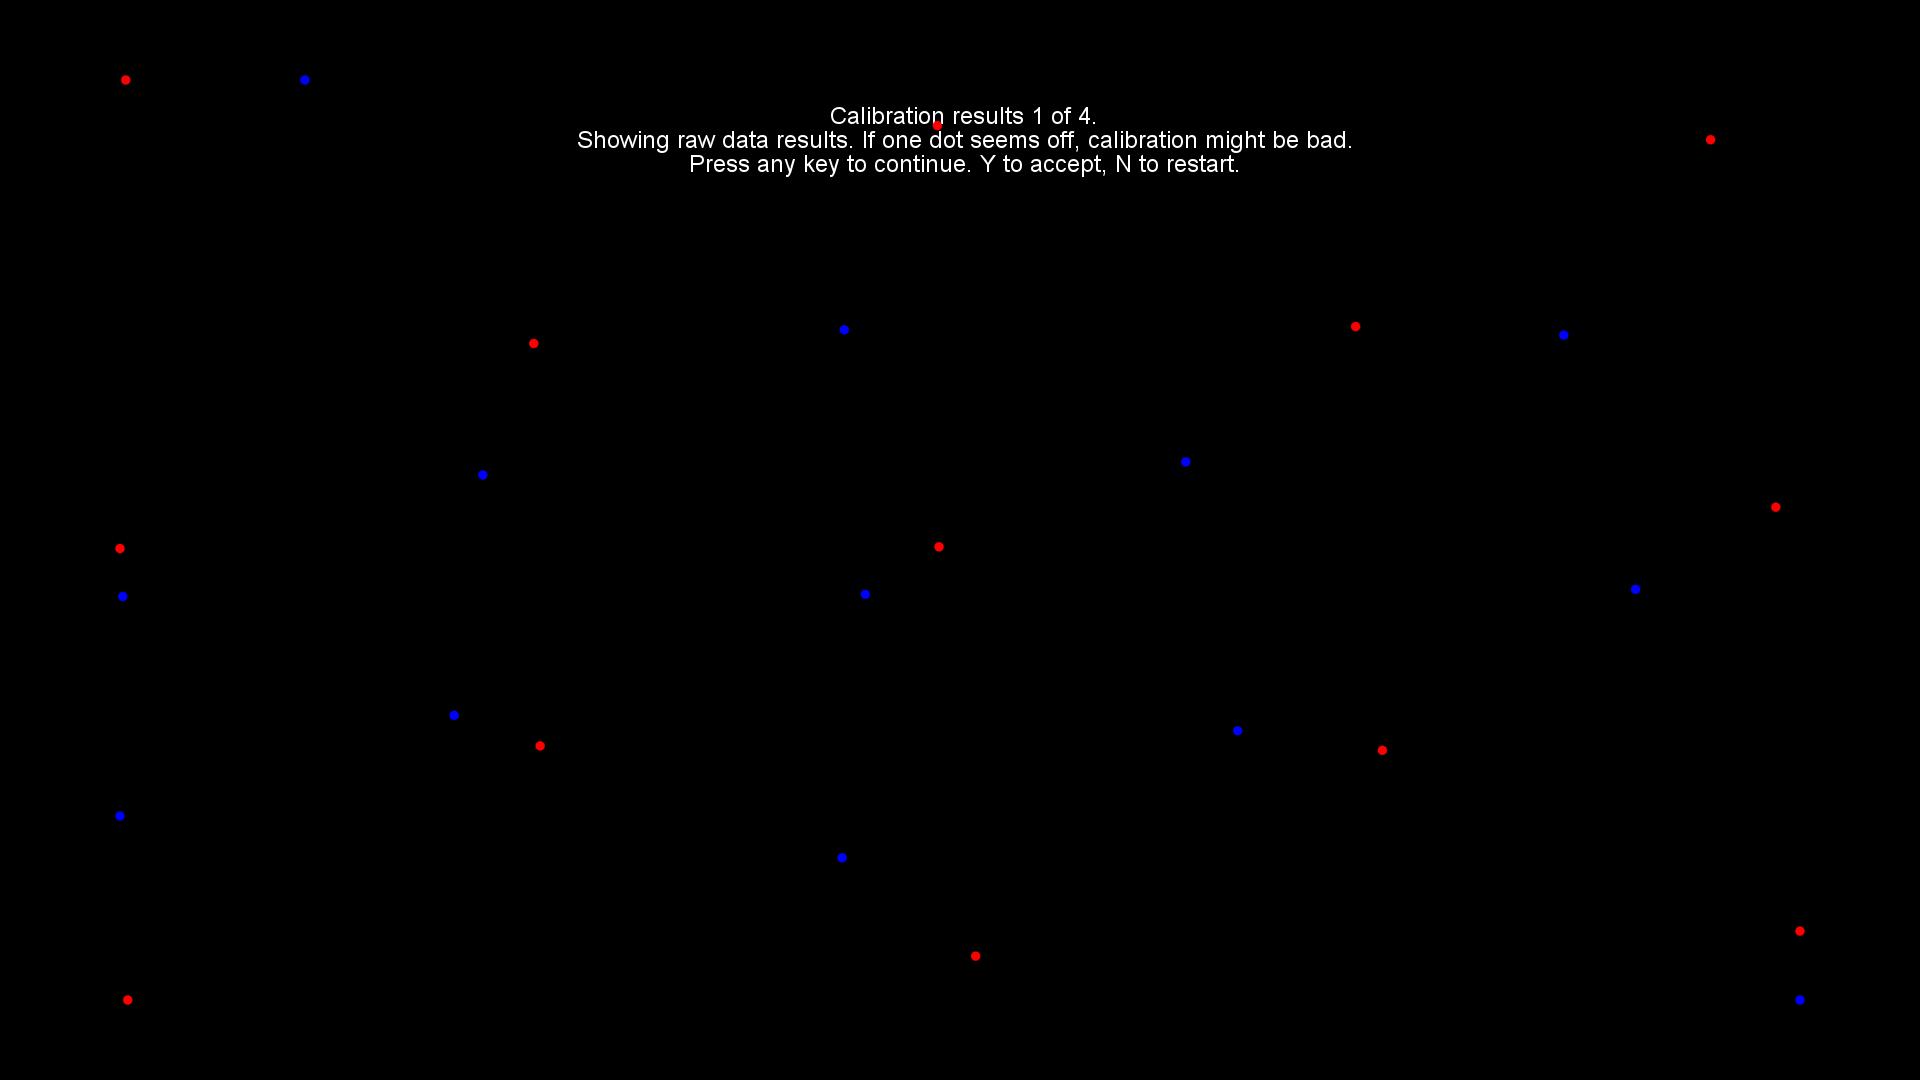 Calibration results 1 of 4.
Showing raw data results. If one dot seems off, calibration might be bad.
Press any key to continue. Y to accept, N to restart.